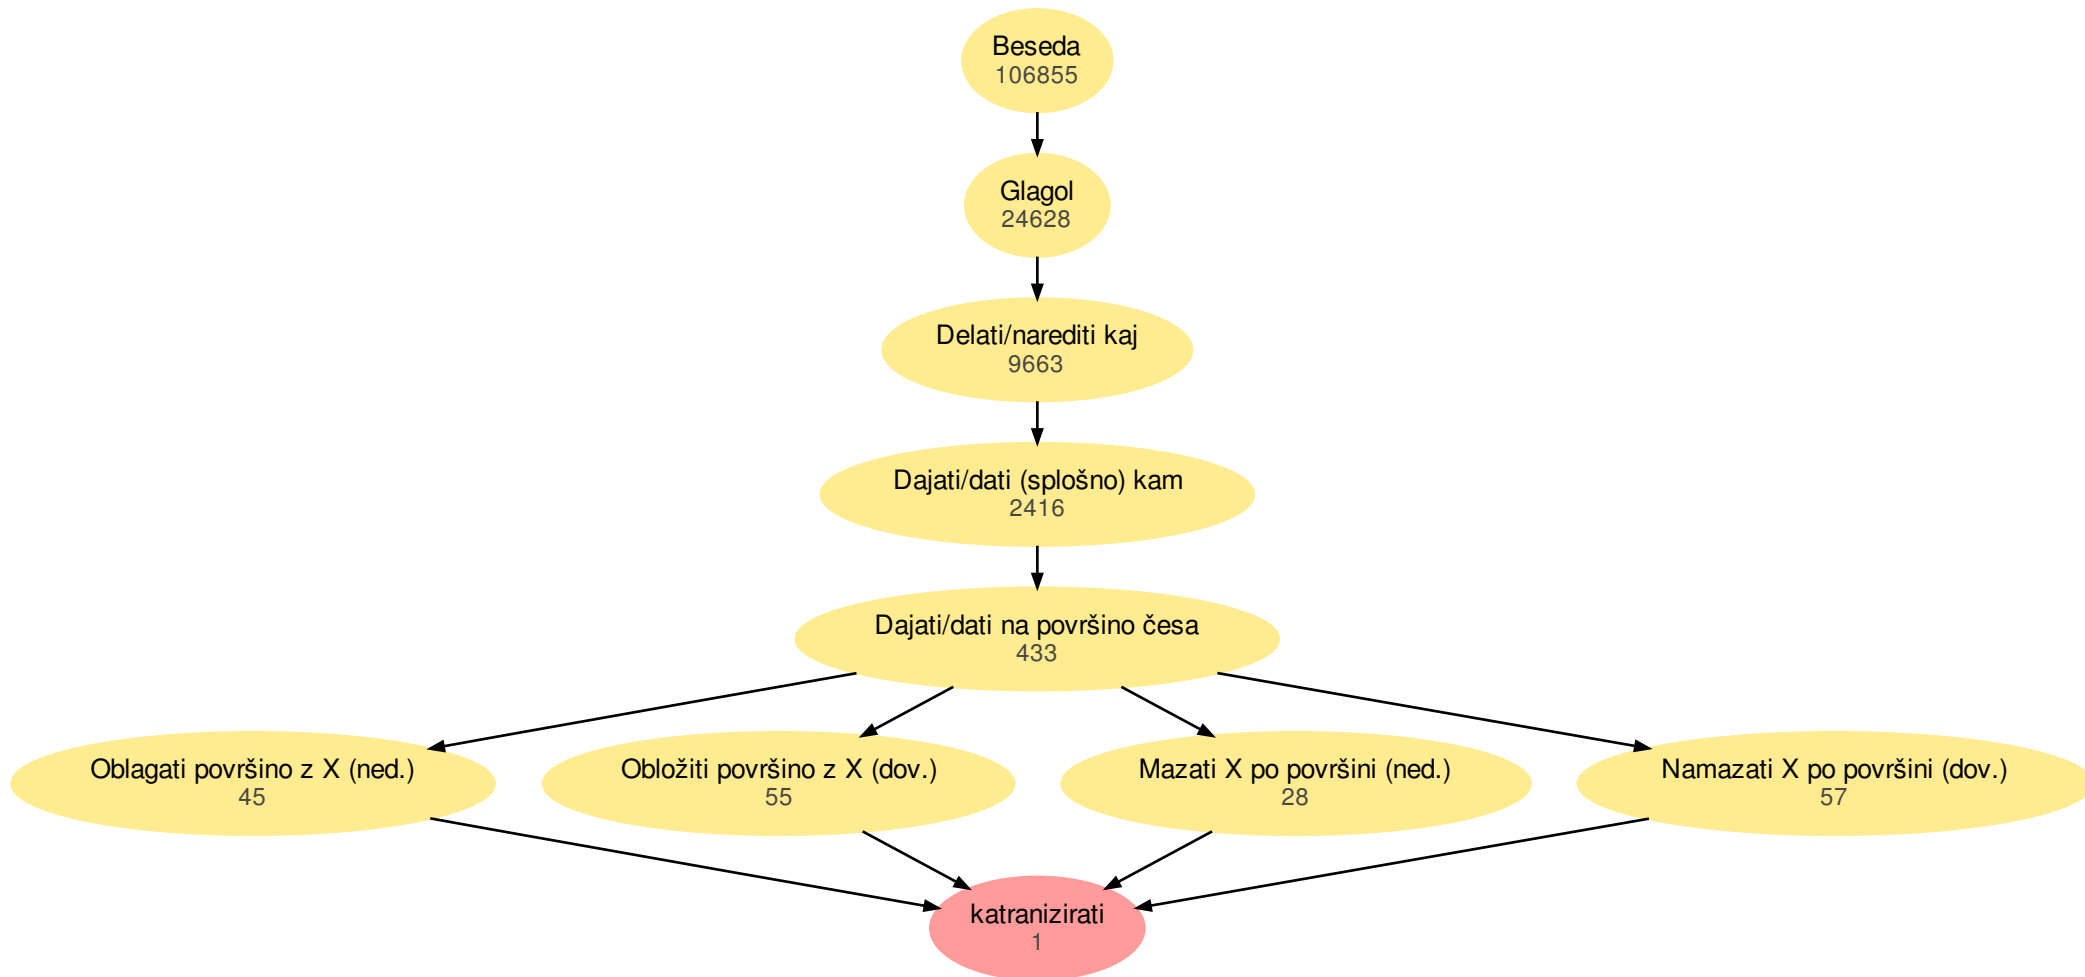 Beseda
106855
Glagol
24628
Delati/narediti kaj
9663
Dajati/dati (splošno) kam
2416
Dajati/dati na površino česa
433
Oblagati površino z X (ned.)
45
Obložiti površino z X (dov.)
55
Mazati X po površini (ned.)
28
Namazati X po površini (dov.)
57
katranizirati
1